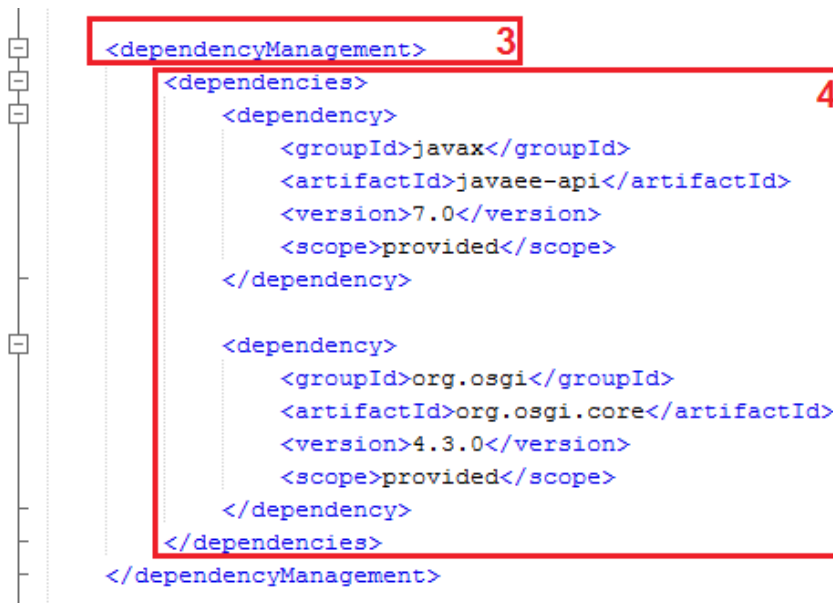 <dependencyManagement> 3
<dependencies> 4
<dependency>
<groupId>javax</groupId>
<artifactId>javaee-api</artifactId>
<version>7.0</version>
<scope>provided</scope>
</dependency>
<dependency>
<groupId>org.osgi</groupId>
<artifactId>org.osgi.core</artifactId>
<version>4.3.0</version>
<scope>provided</scope>
</dependency>
</dependencies>
</dependencyManagement>